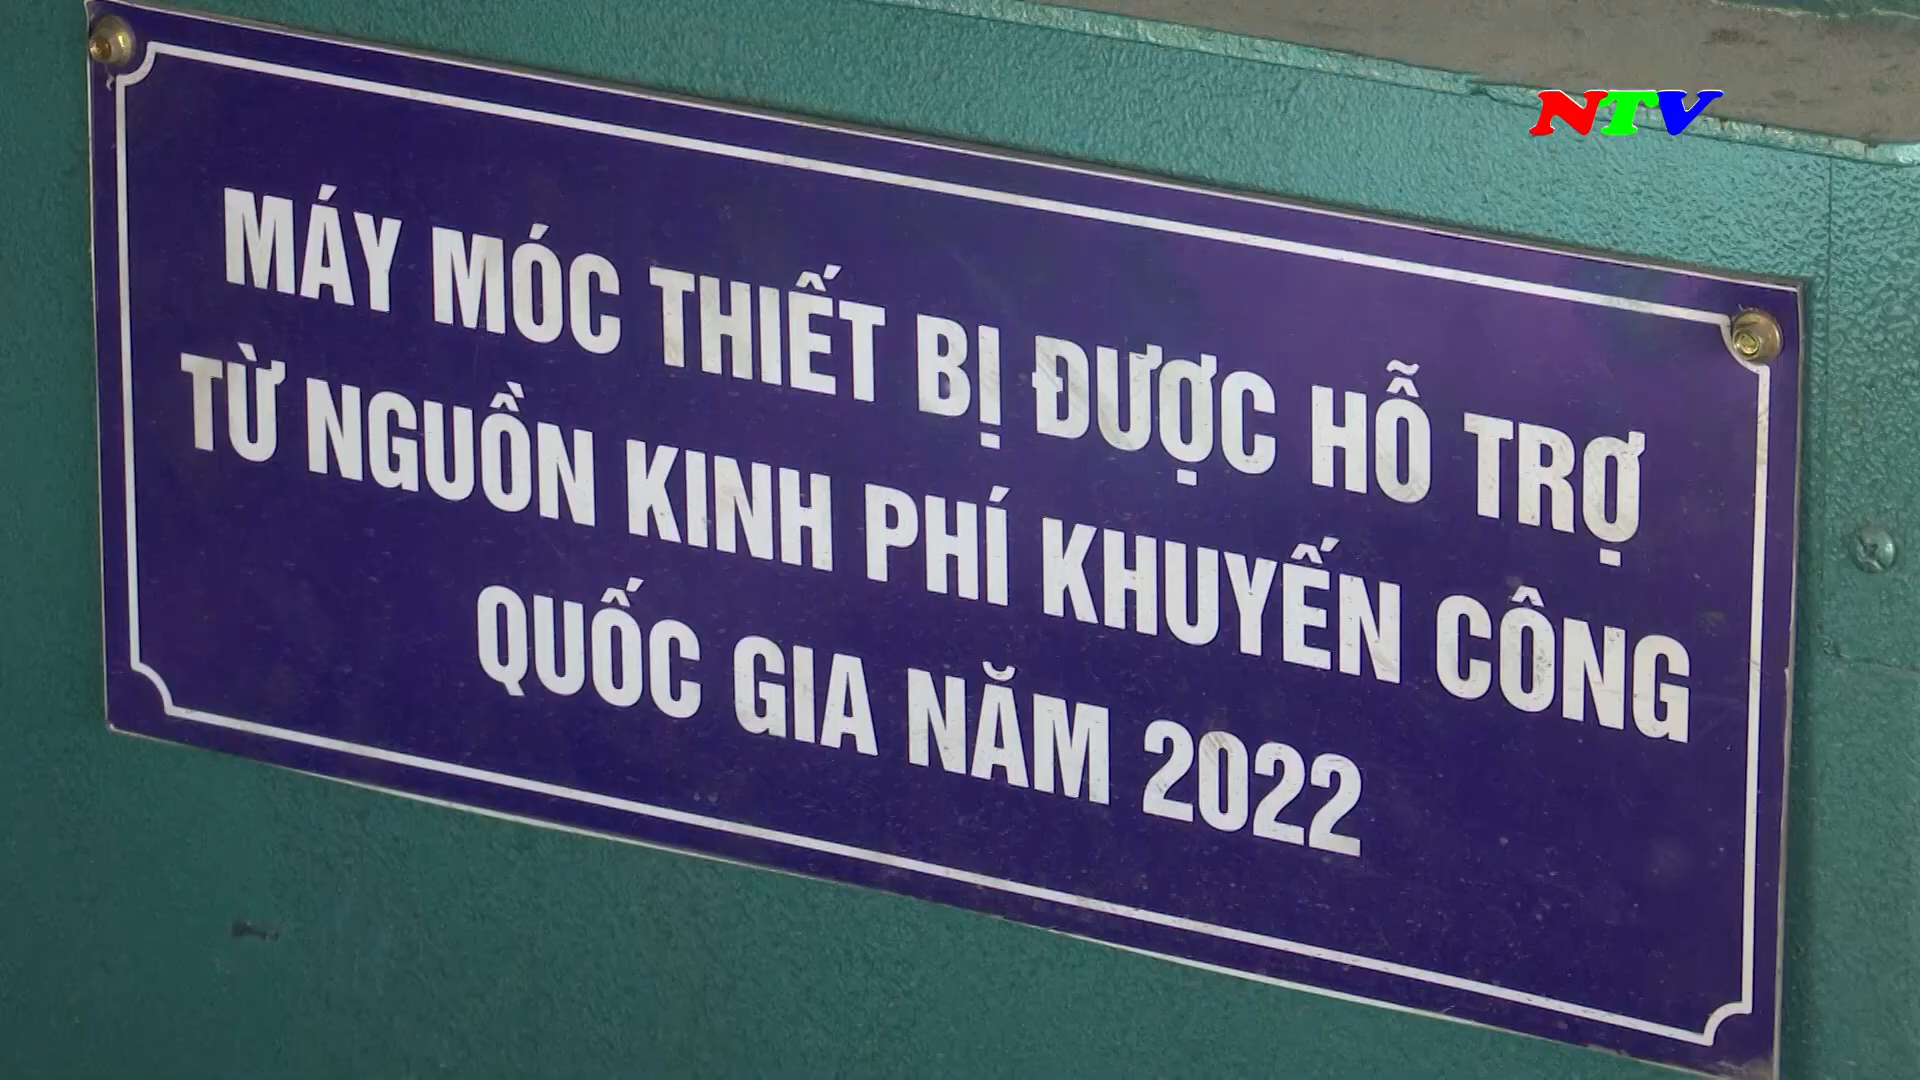 NTV
MÁY MÓC THIẾT BỊ ĐƯỢC HỖ TRỢ
TỪ NGUỒN KINH PHÍ KHUYẾN CÔNG
QUỐC GIA NĂM 2022